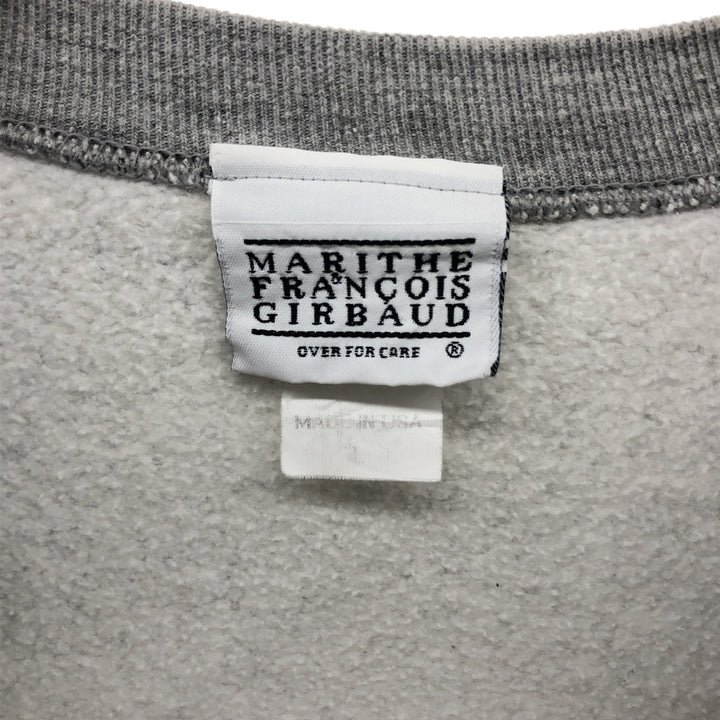 MARITHE
&
FRANÇOIS
GIRBAUD
OVER FOR CARE ®
MADE IN USA
L